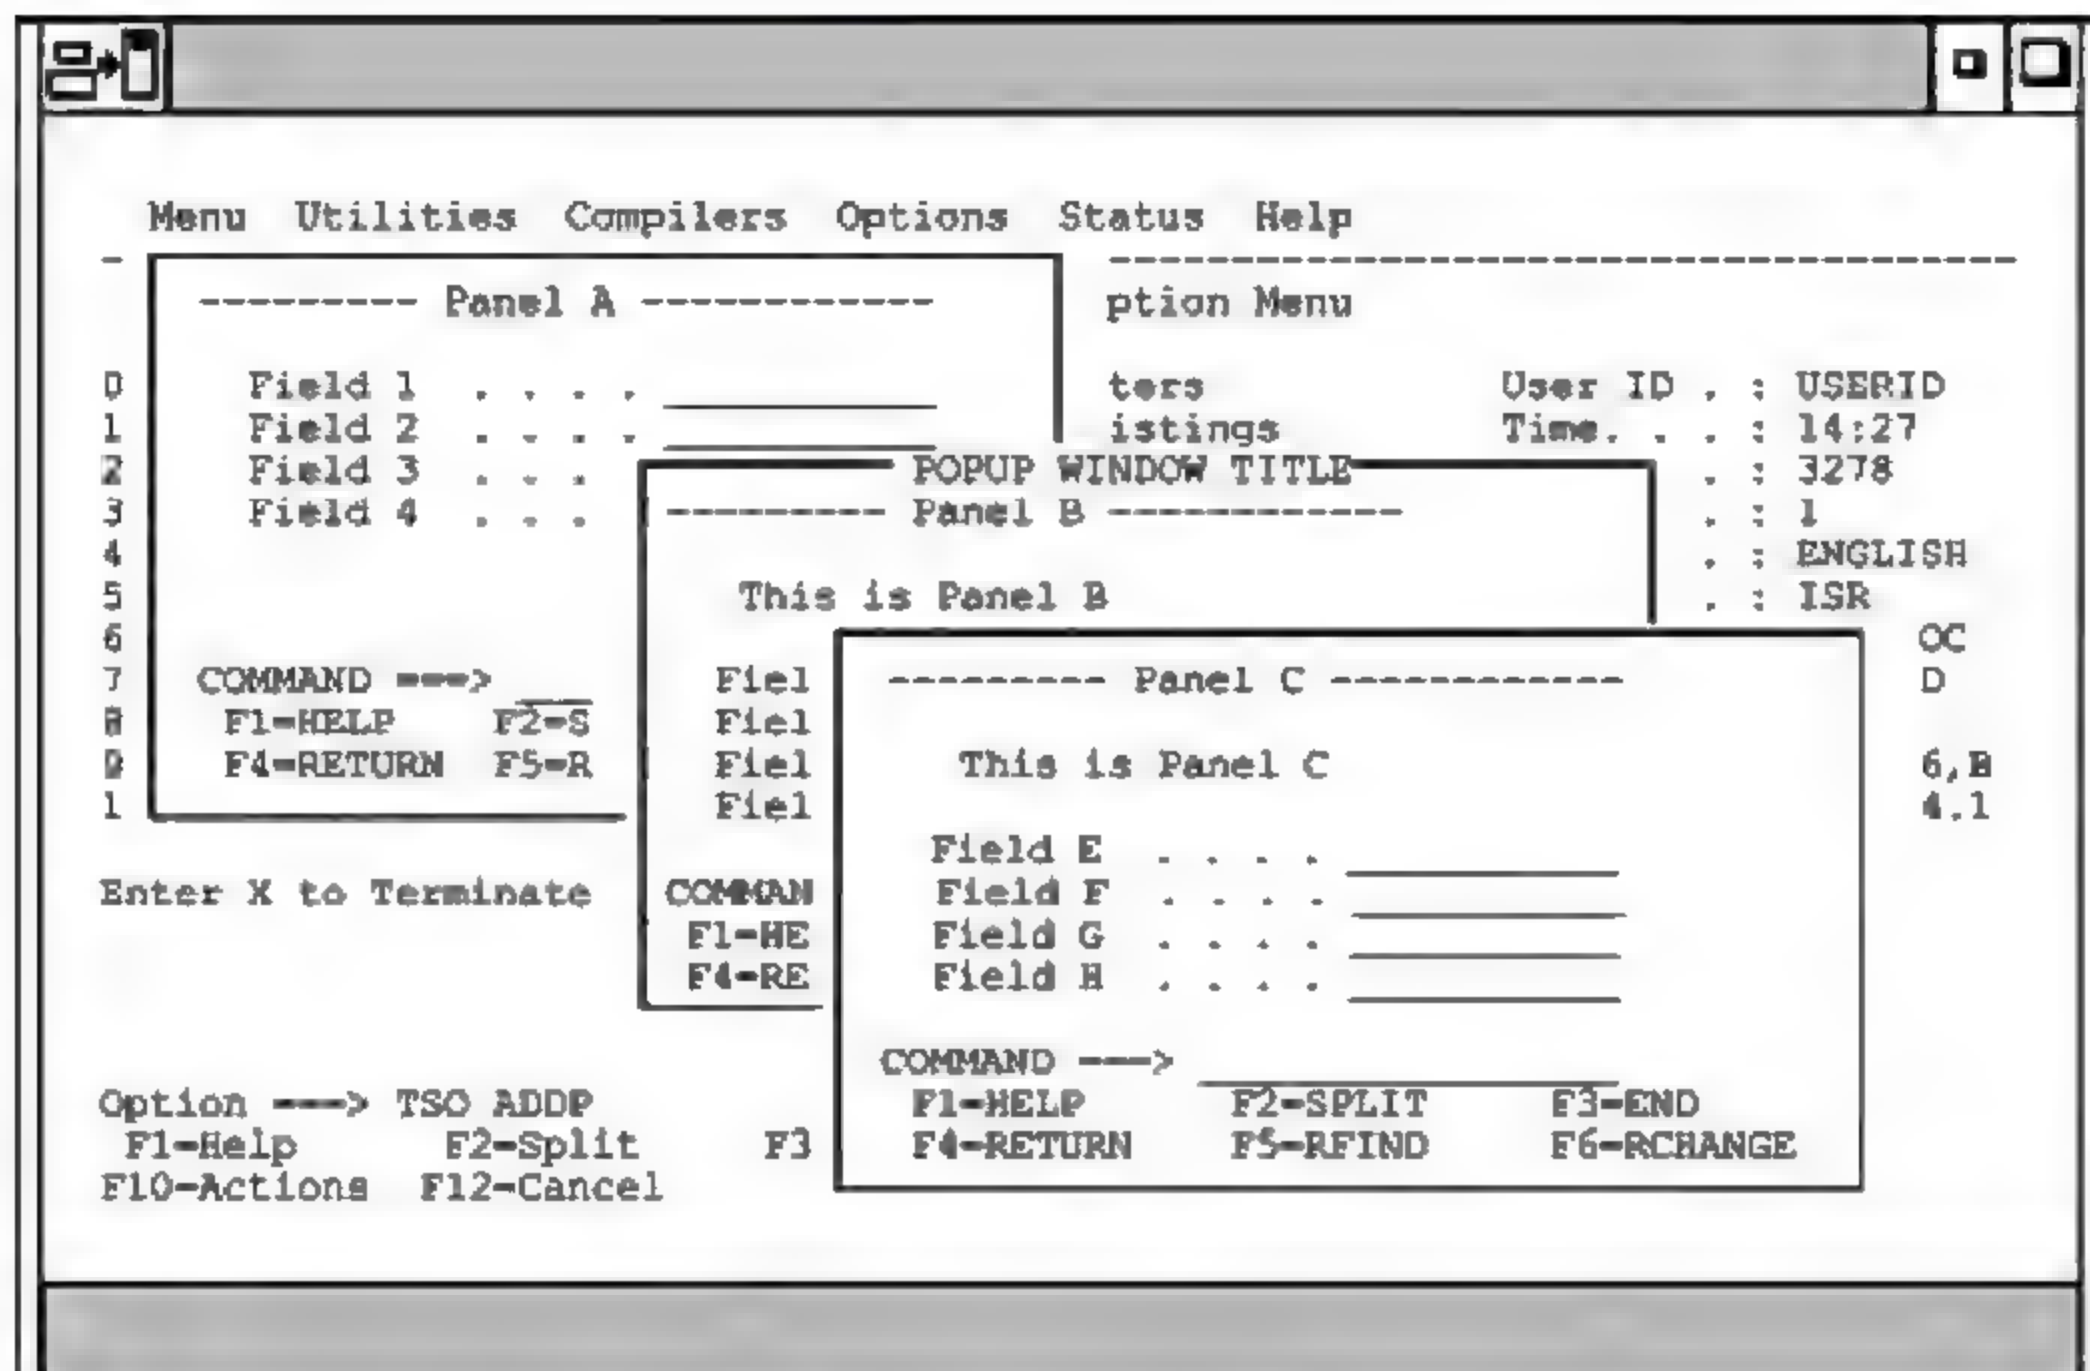 Menu  Utilities  Compilers  Options  Status  Help
- --------- Panel A ------------ -------------------------------------
ption Menu
0 Field 1 . . . . ters User ID . : USERID
1 Field 2 . . . . istings Time. . . : 14:27
2 Field 3 . . . POPUP WINDOW TITLE . : 3278
3 Field 4 . . . --------- Panel B ------------ . : 1
4 . : ENGLISH
5 This is Panel B . : ISR
6 OC
7 COMMAND ===> Fiel --------- Panel C ------------ D
8 F1=HELP F2=S Fiel
9 F4=RETURN F5=R Fiel This is Panel C 6,B
1 Fiel 4.1
Field E . . . .
Enter X to Terminate COMMAN Field F . . . .
F1=HE Field G . . . .
F4=RE Field H . . . .
COMMAND ===>
Option ===> TSO ADDP F1=HELP F2=SPLIT F3=END
F1=Help F2=Split F3 F4=RETURN F5=RFIND F6=RCHANGE
F10=Actions F12=Cancel